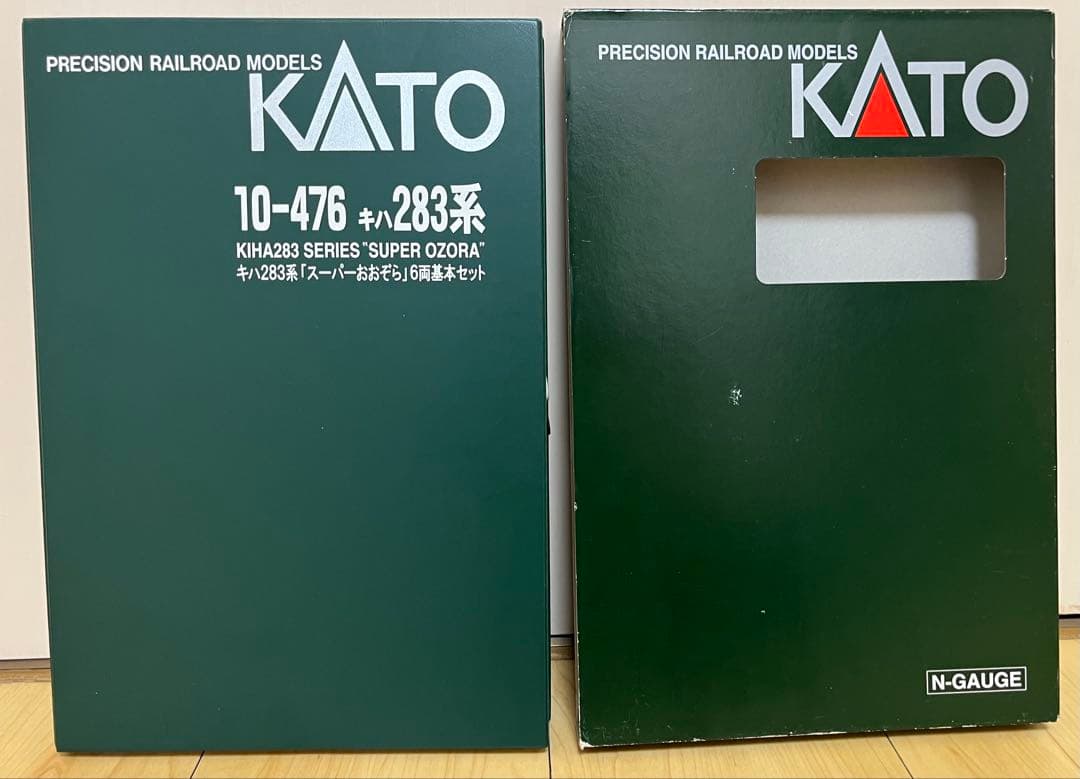 PRECISION RAILROAD MODELS
KATO
10-476 キハ283系
KIHA283 SERIES "SUPER OZORA"
キハ283系「スーパーおおぞら」6両基本セット
PRECISION RAILROAD MODELS
KATO
N-GAUGE